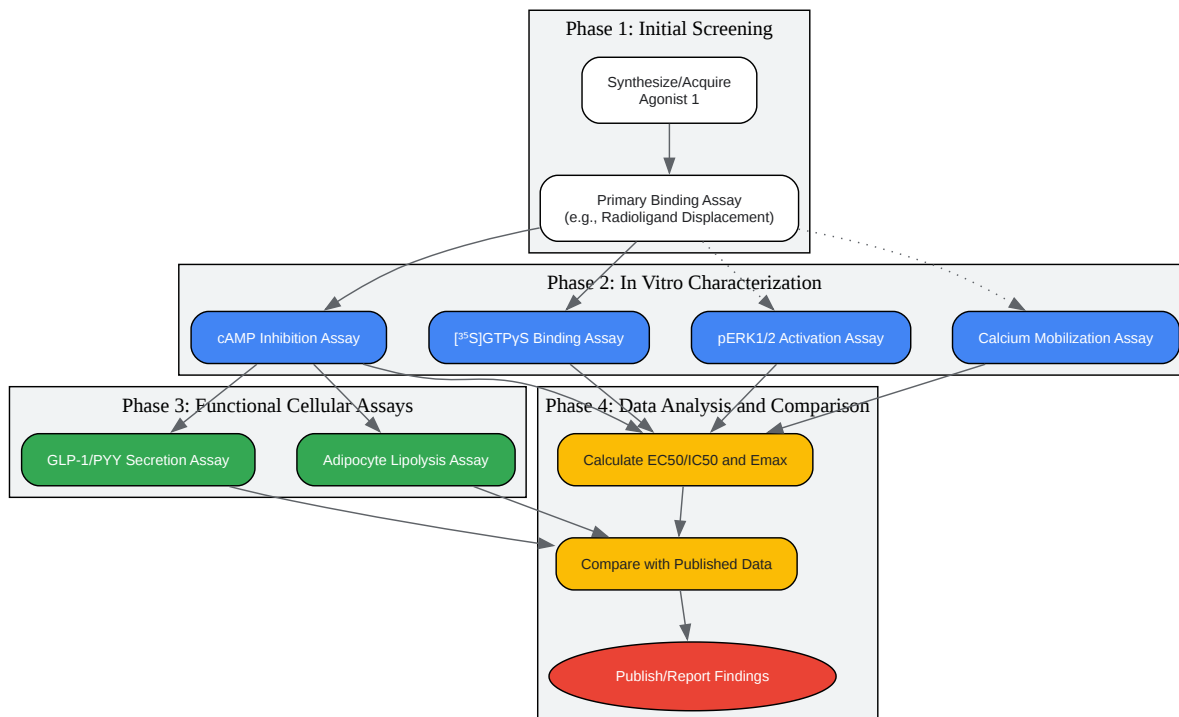 Phase 1: Initial Screening
Synthesize/Acquire
Agonist 1
Primary Binding Assay
(e.g., Radioligand Displacement)
Phase 2: In Vitro Characterization
cAMP Inhibition Assay
[³⁵S]GTPγS Binding Assay
pERK1/2 Activation Assay
Calcium Mobilization Assay
Phase 3: Functional Cellular Assays
GLP-1/PYY Secretion Assay
Adipocyte Lipolysis Assay
Phase 4: Data Analysis and Comparison
Calculate EC50/IC50 and Emax
Compare with Published Data
Publish/Report Findings